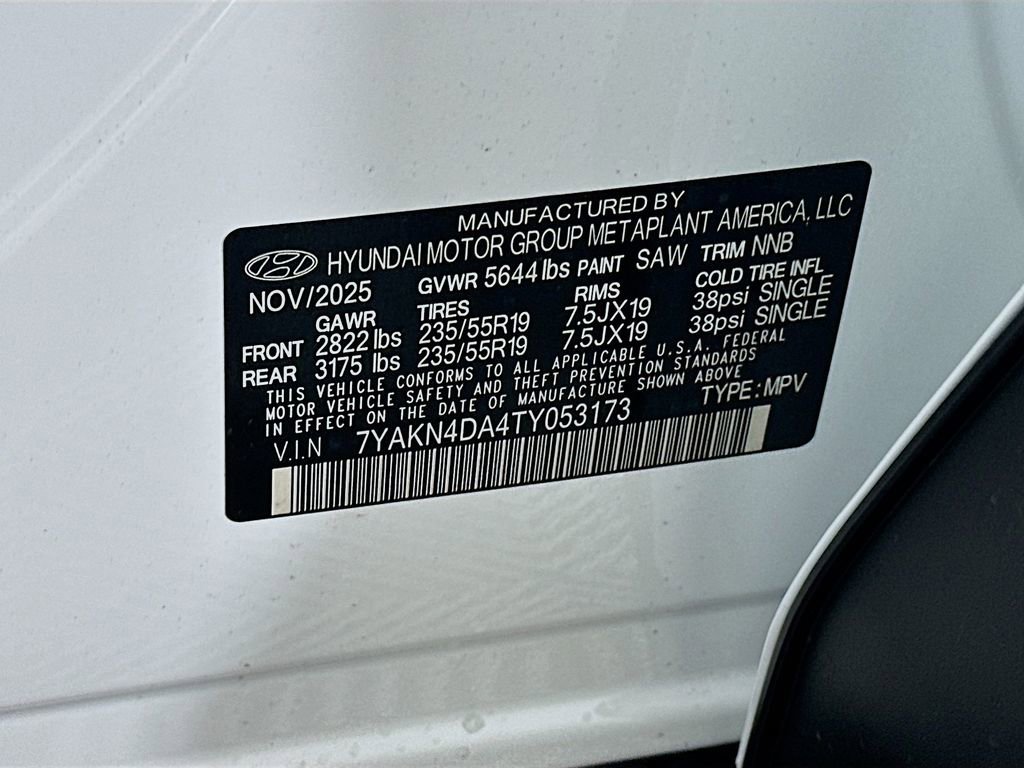 MANUFACTURED BY
HYUNDAI MOTOR GROUP METAPLANT AMERICA, LLC
NOV/2025 GVWR 5644 lbs PAINT SAW TRIM NNB
GAWR TIRES RIMS COLD TIRE INFL
FRONT 2822 lbs 235/55R19 7.5JX19 38psi SINGLE
REAR 3175 lbs 235/55R19 7.5JX19 38psi SINGLE
THIS VEHICLE CONFORMS TO ALL APPLICABLE U.S.A. FEDERAL
MOTOR VEHICLE SAFETY AND THEFT PREVENTION STANDARDS
IN EFFECT ON THE DATE OF MANUFACTURE SHOWN ABOVE
V.I.N 7YAKN4DA4TY053173 TYPE: MPV